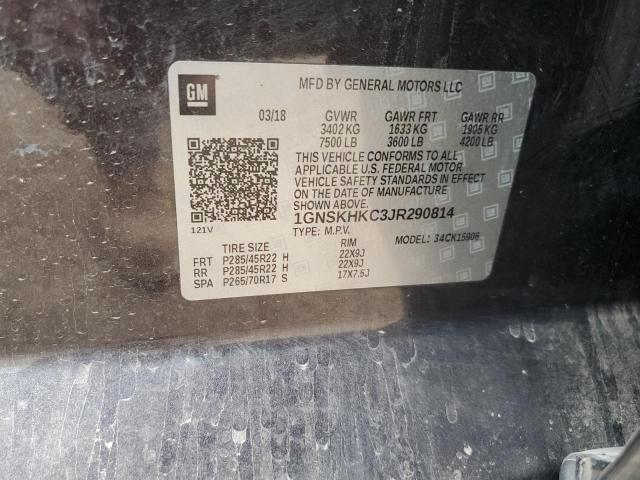 MFD BY GENERAL MOTORS LLC
GM
03/18 GVWR GAWR FRT GAWR RR
3402 KG 1633 KG 1905 KG
7500 LB 3600 LB 4200 LB
THIS VEHICLE CONFORMS TO ALL
APPLICABLE U.S. FEDERAL MOTOR
VEHICLE SAFETY STANDARDS IN EFFECT
ON THE DATE OF MANUFACTURE
SHOWN ABOVE.
1GNSKHKC3JR290814
121V
TYPE: M.P.V. MODEL: 34CK15906
TIRE SIZE RIM
FRT P285/45R22 H 22X9J
RR P285/45R22 H 22X9J
SPA P265/70R17 S 17X7.5J